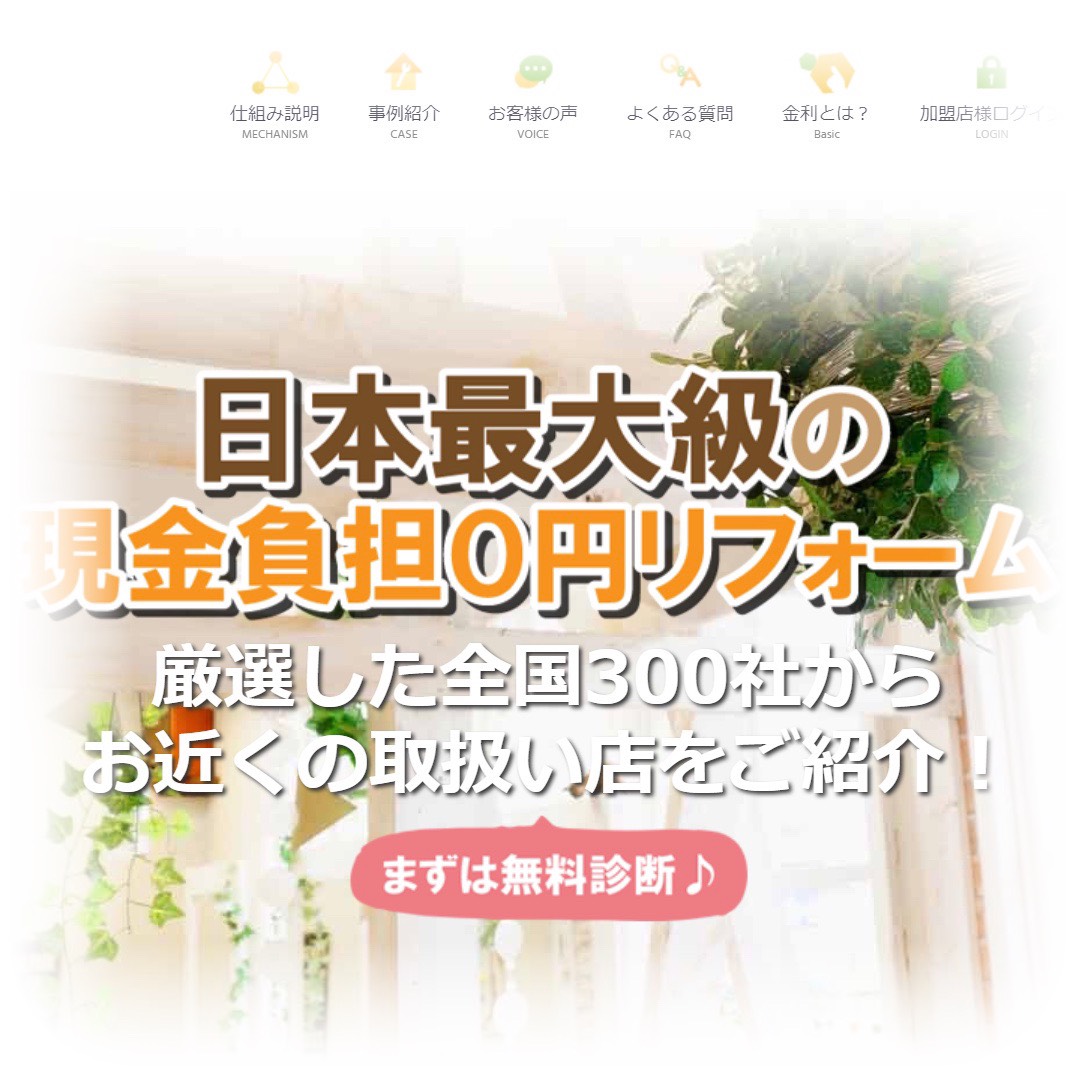 Q&A
仕組み説明 事例紹介 お客様の声 よくある質問 金利とは? 加盟店様ログイン
MECHANISM CASE VOICE FAQ Basic LOGIN
日本最大級の
現金負担0円リフォーム
厳選した全国300社から
お近くの取扱い店をご紹介！
まずは無料診断♪